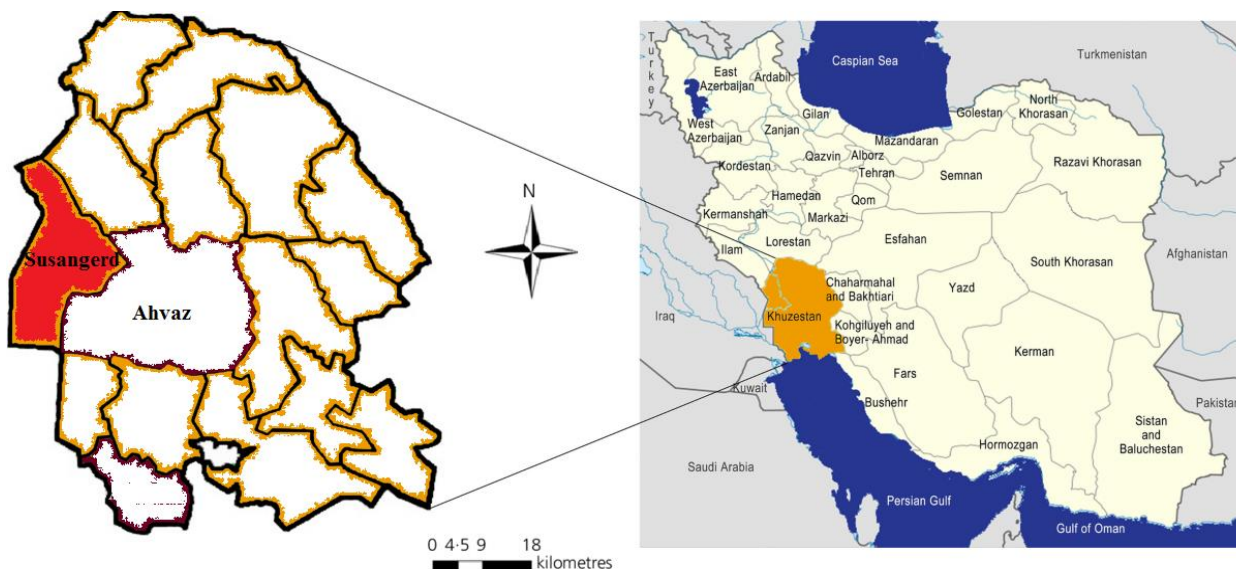 Susangerd
Ahvaz
N
0 4·5 9 18
kilometres
Turkey
Caspian Sea
Turkmenistan
East
Azerbaijan
Ardabil
Gilan
West
Azerbaijan
Zanjan
Golestan
North
Khorasan
Mazandaran
Kordestan
Qazvin
Alborz
Tehran
Semnan
Razavi Khorasan
Hamedan
Qom
Kermanshah
Markazi
Ilam
Lorestan
Esfahan
Afghanistan
South Khorasan
Chaharmahal
and Bakhtiari
Yazd
Iraq
Khuzestan
Kohgiluyeh and
Boyer- Ahmad
Kerman
Kuwait
Fars
Bushehr
Pakistan
Sistan
and
Baluchestan
Hormozgan
Saudi Arabia
Persian Gulf
Gulf of Oman